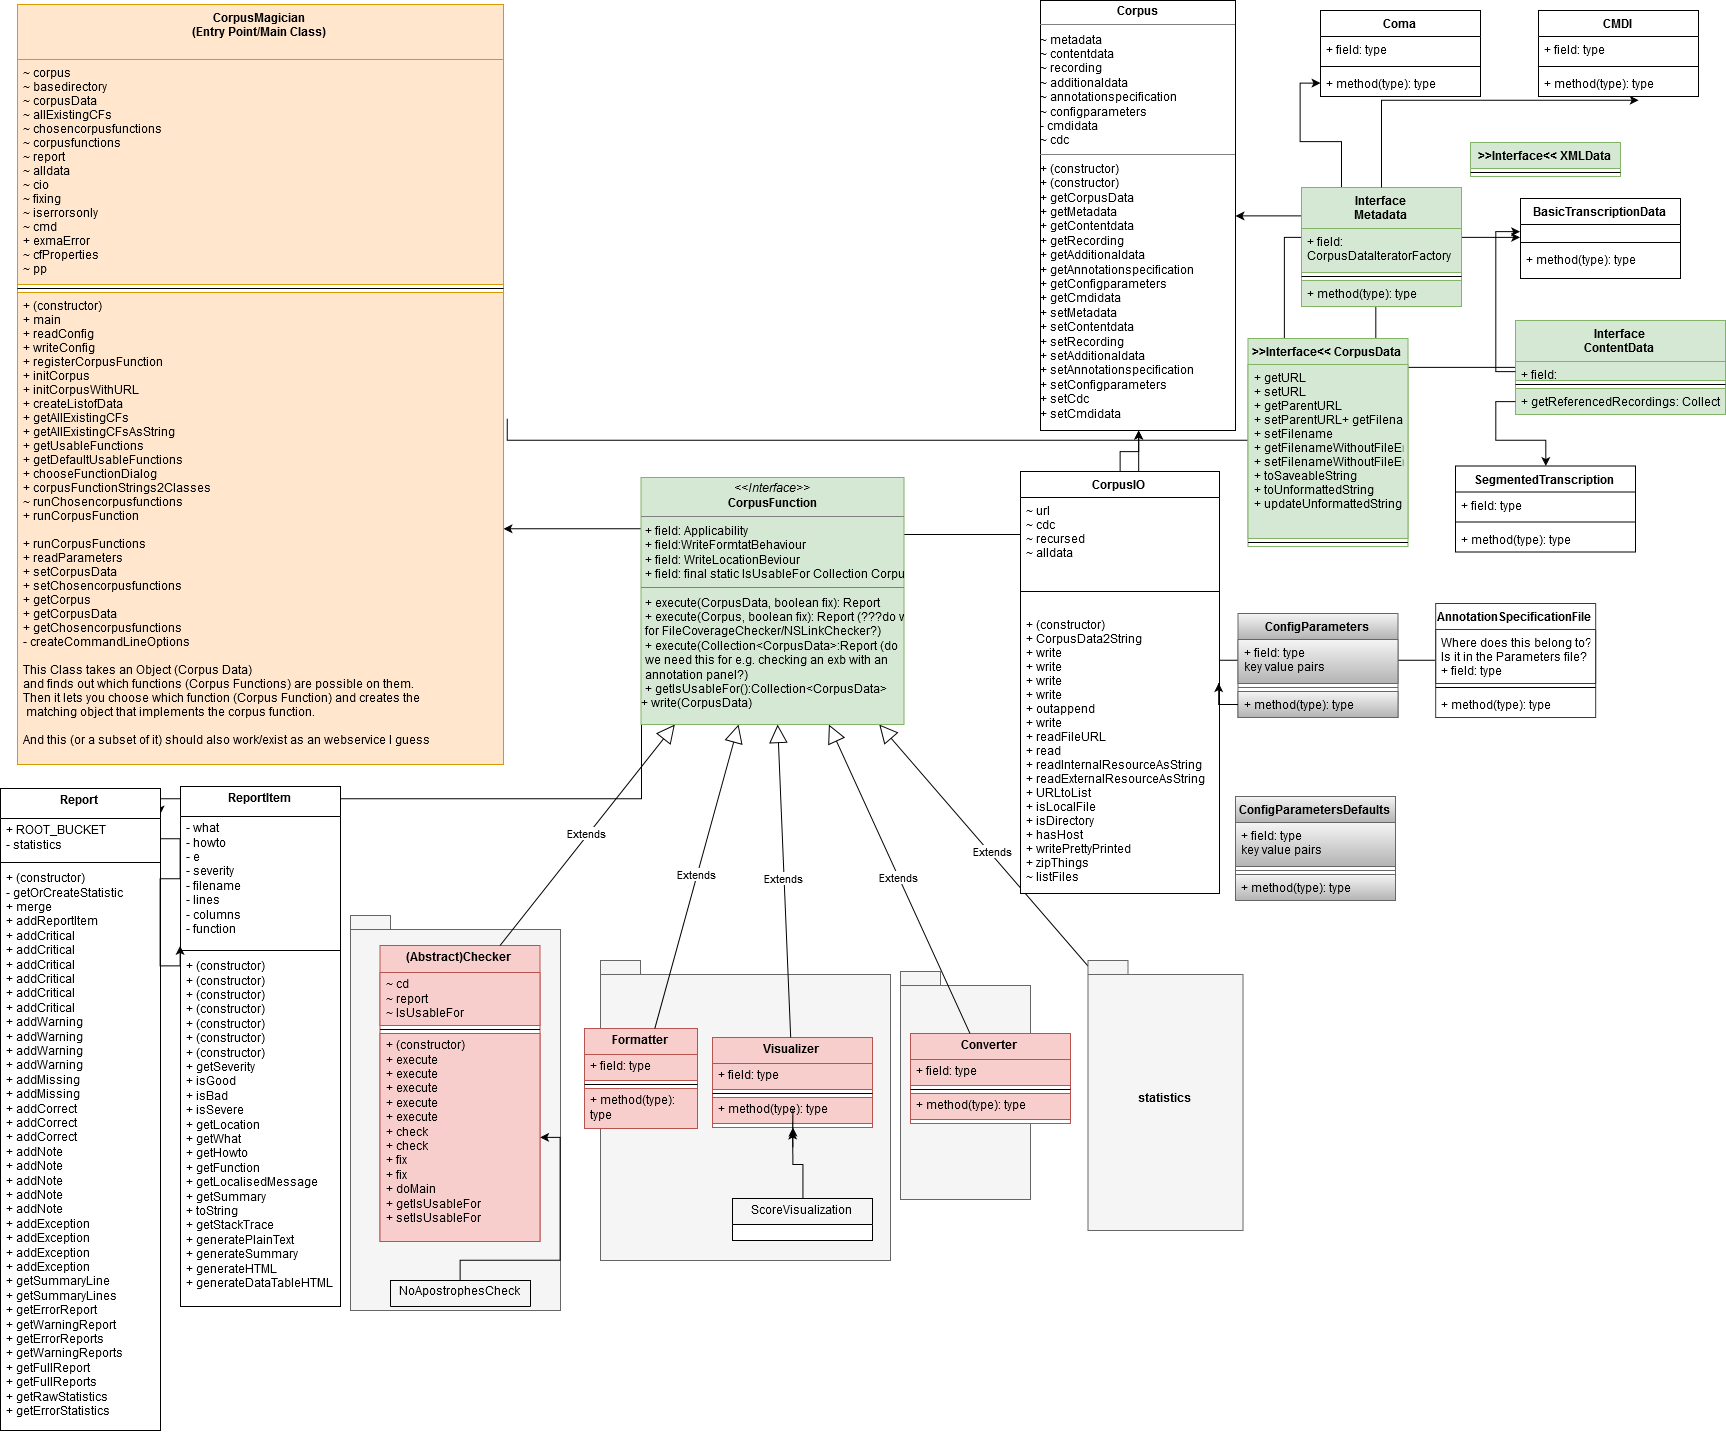 CorpusMagician
(Entry Point/Main Class)
~ corpus
~ basedirectory
~ corpusData
~ allExistingCFs
~ chosencorpusfunctions
~ corpusfunctions
~ report
~ alldata
~ cio
~ fixing
~ iserrorsonly
~ cmd
+ exmaError
~ cfProperties
~ pp
+ (constructor)
+ main
+ readConfig
+ writeConfig
+ registerCorpusFunction
+ initCorpus
+ initCorpusWithURL
+ createListofData
+ getAllExistingCFs
+ getAllExistingCFsAsString
+ getUsableFunctions
+ getDefaultUsableFunctions
+ chooseFunctionDialog
+ corpusFunctionStrings2Classes
~ runChosencorpusfunctions
+ runCorpusFunction
+ runCorpusFunctions
+ readParameters
+ setCorpusData
+ setChosencorpusfunctions
+ getCorpus
+ getCorpusData
+ getChosencorpusfunctions
- createCommandLineOptions
This Class takes an Object (Corpus Data)
and finds out which functions (Corpus Functions) are possible on them.
Then it lets you choose which function (Corpus Function) and creates the
matching object that implements the corpus function.
And this (or a subset of it) should also work/exist as an webservice I guess
Corpus
~ metadata
~ contentdata
~ recording
~ additionaldata
~ annotationspecification
~ configparameters
- cmdidata
~ cdc
+ (constructor)
+ (constructor)
+ getCorpusData
+ getMetadata
+ getContentdata
+ getRecording
+ getAdditionaldata
+ getAnnotationspecification
+ getConfigparameters
+ getCmdidata
+ setMetadata
+ setContentdata
+ setRecording
+ setAdditionaldata
+ setAnnotationspecification
+ setConfigparameters
+ setCdc
+ setCmdidata
Coma
+ field: type
+ method(type): type
CMDI
+ field: type
+ method(type): type
>>Interface<< XMLData
Interface
Metadata
+ field:
CorpusDataIteratorFactory
+ method(type): type
BasicTranscriptionData
+ method(type): type
>>Interface<< CorpusData
+ getURL
+ setURL
+ getParentURL
+ setParentURL+ getFilena
+ setFilename
+ getFilenameWithoutFileE
+ setFilenameWithoutFileE
+ toSaveableString
+ toUnformattedString
+ updateUnformattedString
Interface
ContentData
+ field:
+ getReferencedRecordings: Collect
SegmentedTranscription
+ field: type
+ method(type): type
<<Interface>>
CorpusFunction
+ field: Applicability
+ field:WriteFormtatBehaviour
+ field: WriteLocationBeviour
+ field: final static IsUsableFor Collection Corpu
+ execute(CorpusData, boolean fix): Report
+ execute(Corpus, boolean fix): Report (???do w
for FileCoverageChecker/NSLinkChecker?)
+ execute(Collection<CorpusData>:Report (do
we need this for e.g. checking an exb with an
annotation panel?)
+ getIsUsableFor():Collection<CorpusData>
+ write(CorpusData)
CorpusIO
~ url
~ cdc
~ recursed
~ alldata
+ (constructor)
+ CorpusData2String
+ write
+ write
+ write
+ write
+ outappend
+ write
+ readFileURL
+ read
+ readInternalResourceAsString
+ readExternalResourceAsString
+ URLtoList
+ isLocalFile
+ isDirectory
+ hasHost
+ writePrettyPrinted
+ zipThings
~ listFiles
ConfigParameters
+ field: type
key value pairs
+ method(type): type
AnnotationSpecificationFile
Where does this belong to?
Is it in the Parameters file?
+ field: type
+ method(type): type
ConfigParametersDefaults
+ field: type
key value pairs
+ method(type): type
Report
+ ROOT_BUCKET
- statistics
+ (constructor)
- getOrCreateStatistic
+ merge
+ addReportItem
+ addCritical
+ addCritical
+ addCritical
+ addCritical
+ addCritical
+ addCritical
+ addWarning
+ addWarning
+ addWarning
+ addWarning
+ addMissing
+ addMissing
+ addCorrect
+ addCorrect
+ addCorrect
+ addNote
+ addNote
+ addNote
+ addNote
+ addNote
+ addException
+ addException
+ addException
+ addException
+ getSummaryLine
+ getSummaryLines
+ getErrorReport
+ getWarningReport
+ getErrorReports
+ getWarningReports
+ getFullReport
+ getFullReports
+ getRawStatistics
+ getErrorStatistics
ReportItem
- what
- howto
- e
- severity
- filename
- lines
- columns
- function
+ (constructor)
+ (constructor)
+ (constructor)
+ (constructor)
+ (constructor)
+ (constructor)
+ (constructor)
+ getSeverity
+ isGood
+ isBad
+ isSevere
+ getLocation
+ getWhat
+ getHowto
+ getFunction
+ getLocalisedMessage
+ getSummary
+ toString
+ getStackTrace
+ generatePlainText
+ generateSummary
+ generateHTML
+ generateDataTableHTML
Extends
Extends
Extends
Extends
Extends
(Abstract)Checker
~ cd
~ report
~ IsUsableFor
+ (constructor)
+ execute
+ execute
+ execute
+ execute
+ execute
+ check
+ check
+ fix
+ fix
+ doMain
+ getIsUsableFor
+ setIsUsableFor
NoApostrophesCheck
Formatter
+ field: type
+ method(type):
type
Visualizer
+ field: type
+ method(type): type
ScoreVisualization
Converter
+ field: type
+ method(type): type
statistics